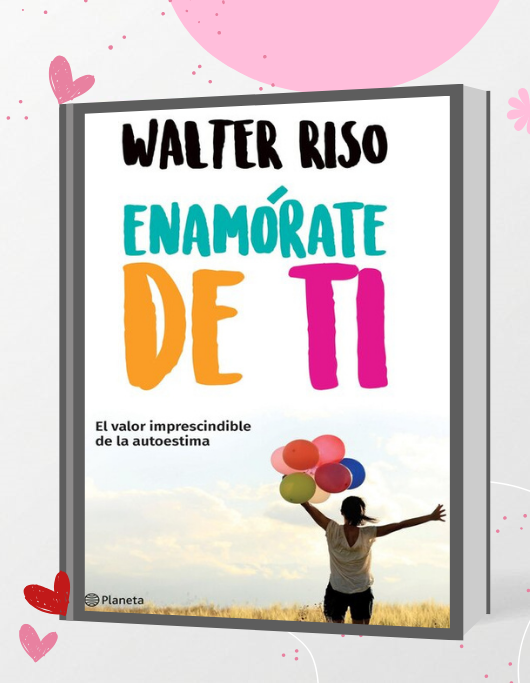 WALTER RISO
ENAMÓRATE
DE TI
El valor imprescindible
de la autoestima
Planeta